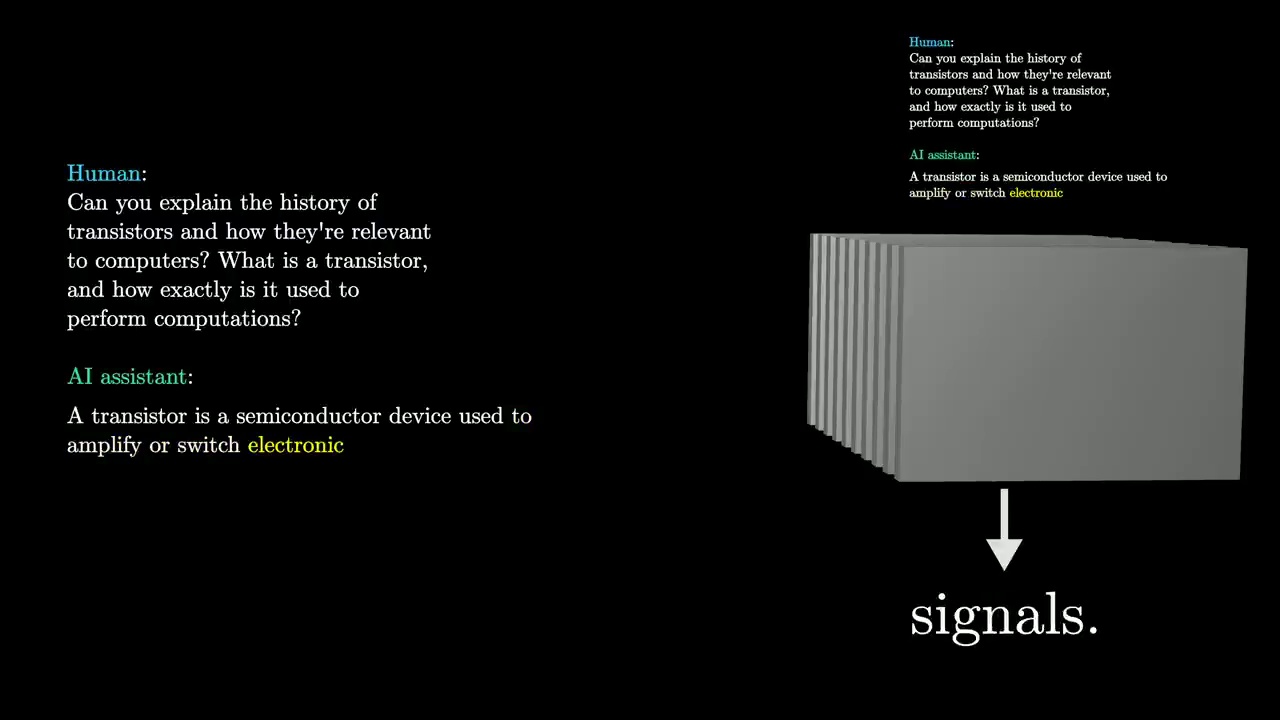 Human:
Can you explain the history of
transistors and how they're relevant
to computers? What is a transistor,
and how exactly is it used to
perform computations?
AI assistant:
A transistor is a semiconductor device used to
amplify or switch electronic
Human:
Can you explain the history of
transistors and how they're relevant
to computers? What is a transistor,
and how exactly is it used to
perform computations?
AI assistant:
A transistor is a semiconductor device used to
amplify or switch electronic
signals.